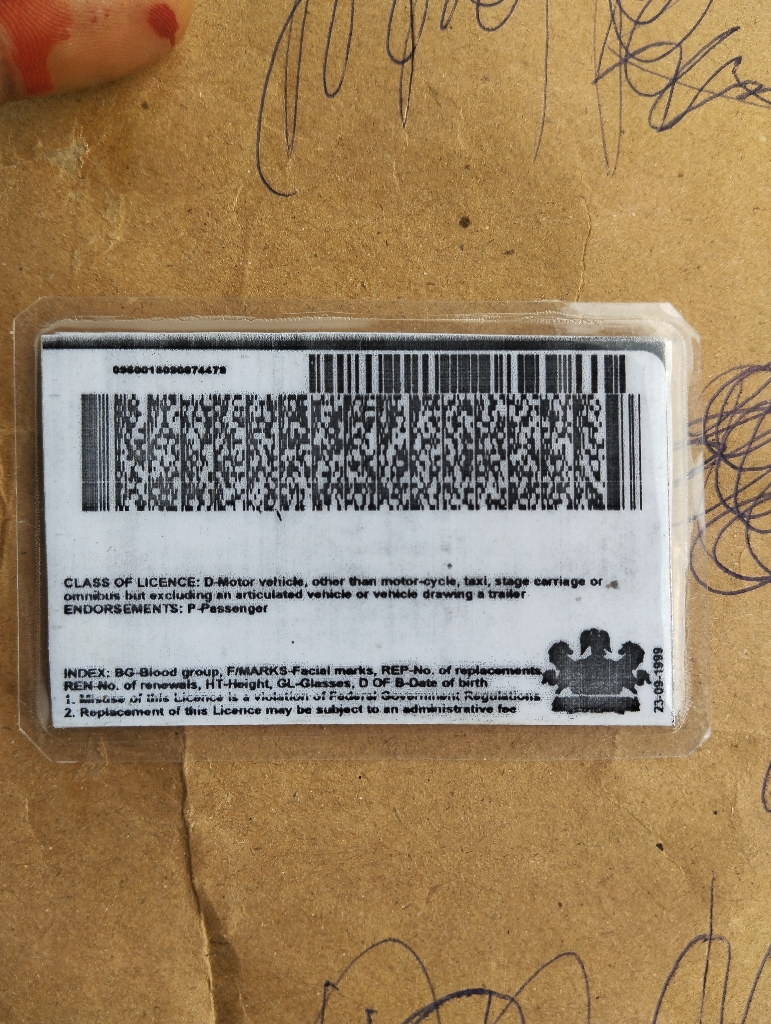 0960018090874479
CLASS OF LICENCE: D-Motor vehicle, other than motor-cycle, taxi, stage carriage or
omnibus but excluding an articulated vehicle or vehicle drawing a trailer
ENDORSEMENTS: P-Passenger
INDEX: BG-Blood group, F/MARKS-Facial marks, REP-No. of replacements,
REN-No. of renewals, HT-Height, GL-Glasses, D OF B-Date of birth
1. Misuse of this Licence is a violation of Federal Government Regulations
2. Replacement of this Licence may be subject to an administrative fee
23-09-1999